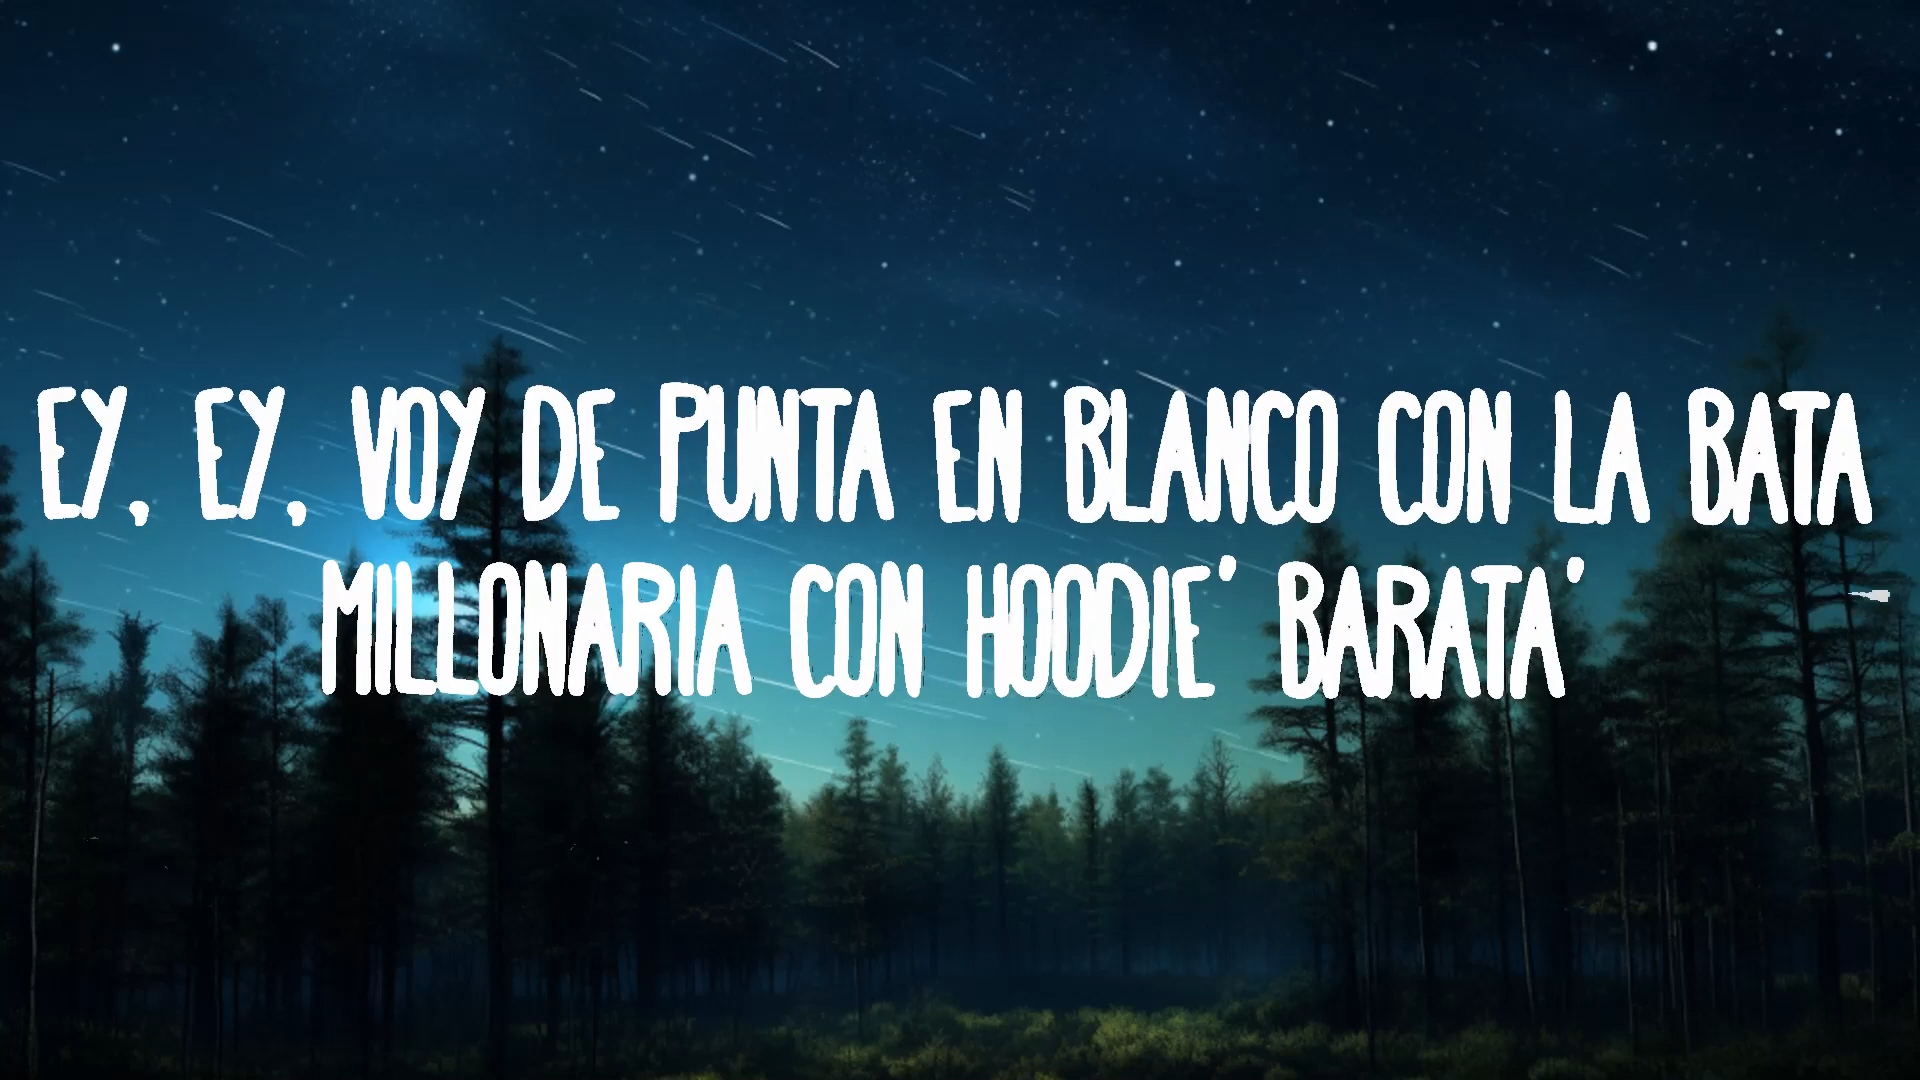 EY, EY, VOY DE PUNTA EN BLANCO CON LA BATA
MILLONARIA CON HOODIE' BARATA'